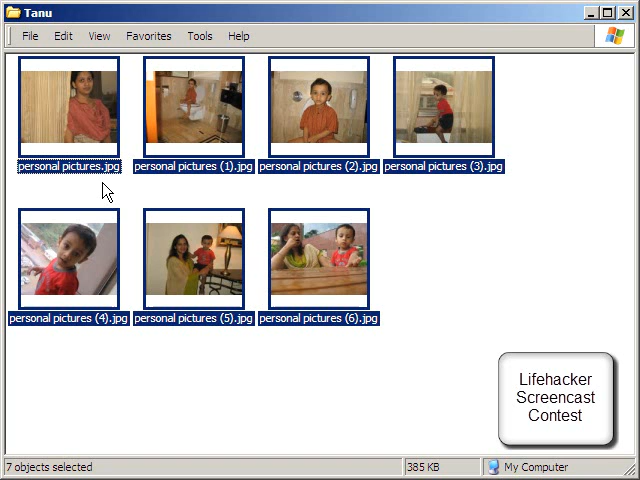 Tanu
File Edit View Favorites Tools Help
personal pictures.jpg personal pictures (1).jpg personal pictures (2).jpg personal pictures (3).jpg
personal pictures (4).jpg personal pictures (5).jpg personal pictures (6).jpg
Lifehacker
Screencast
Contest
7 objects selected 385 KB My Computer